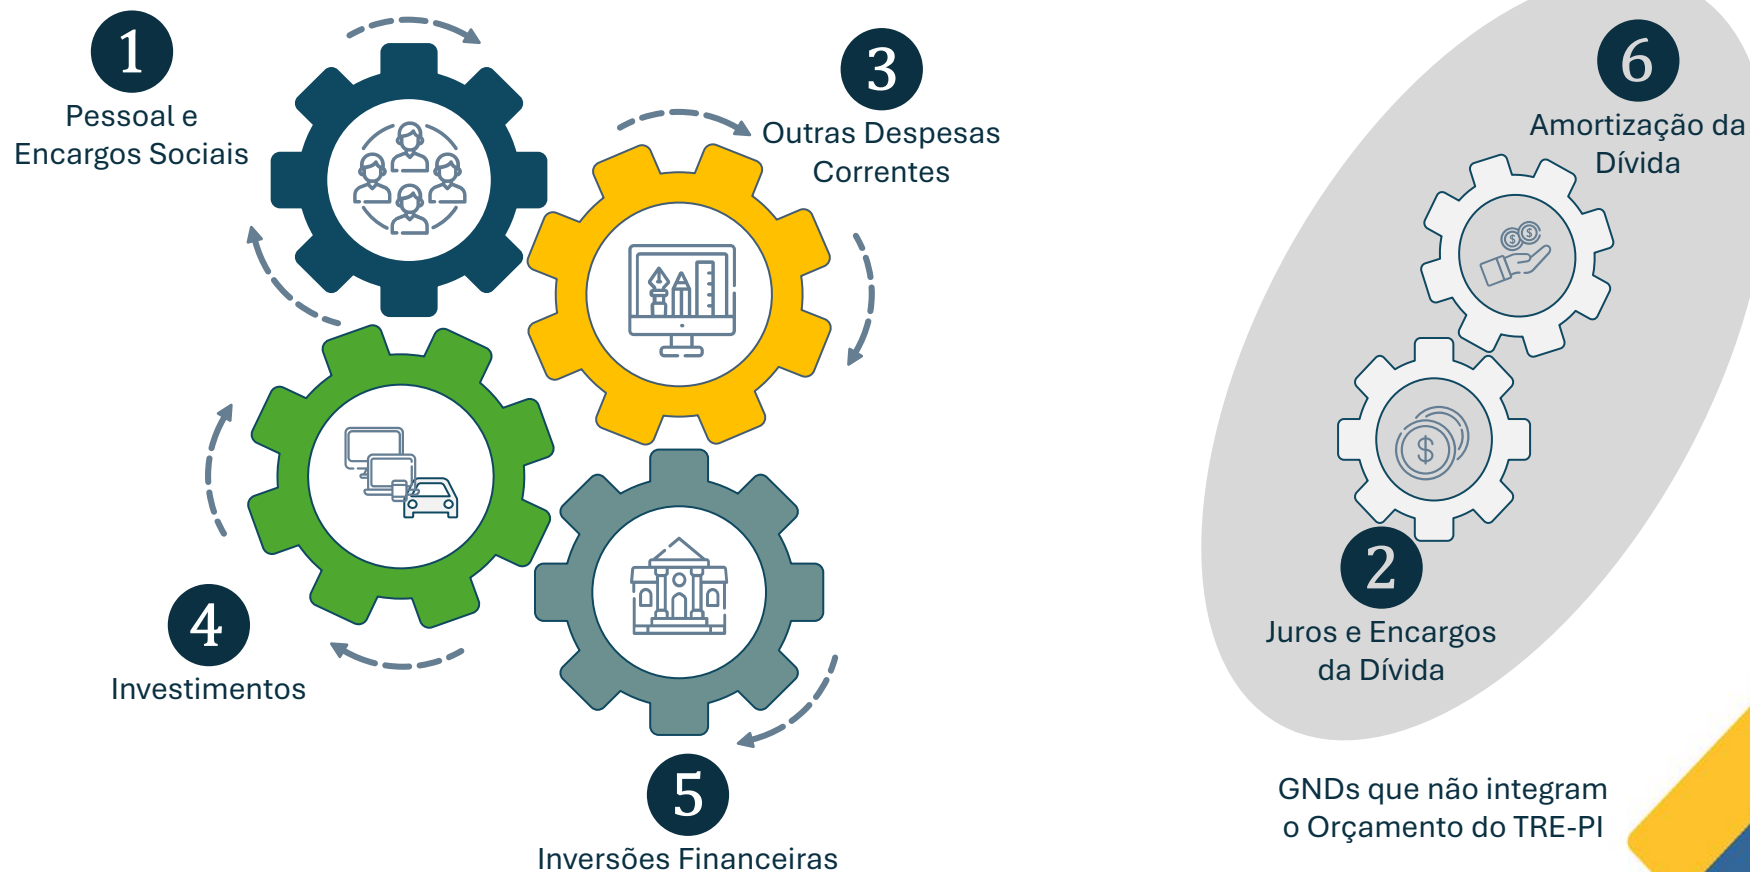 1
Pessoal e
Encargos Sociais
3
Outras Despesas
Correntes
4
Investimentos
5
Inversões Financeiras
6
Amortização da
Dívida
$
$
$
2
Juros e Encargos
da Dívida
GNDs que não integram
o Orçamento do TRE-PI